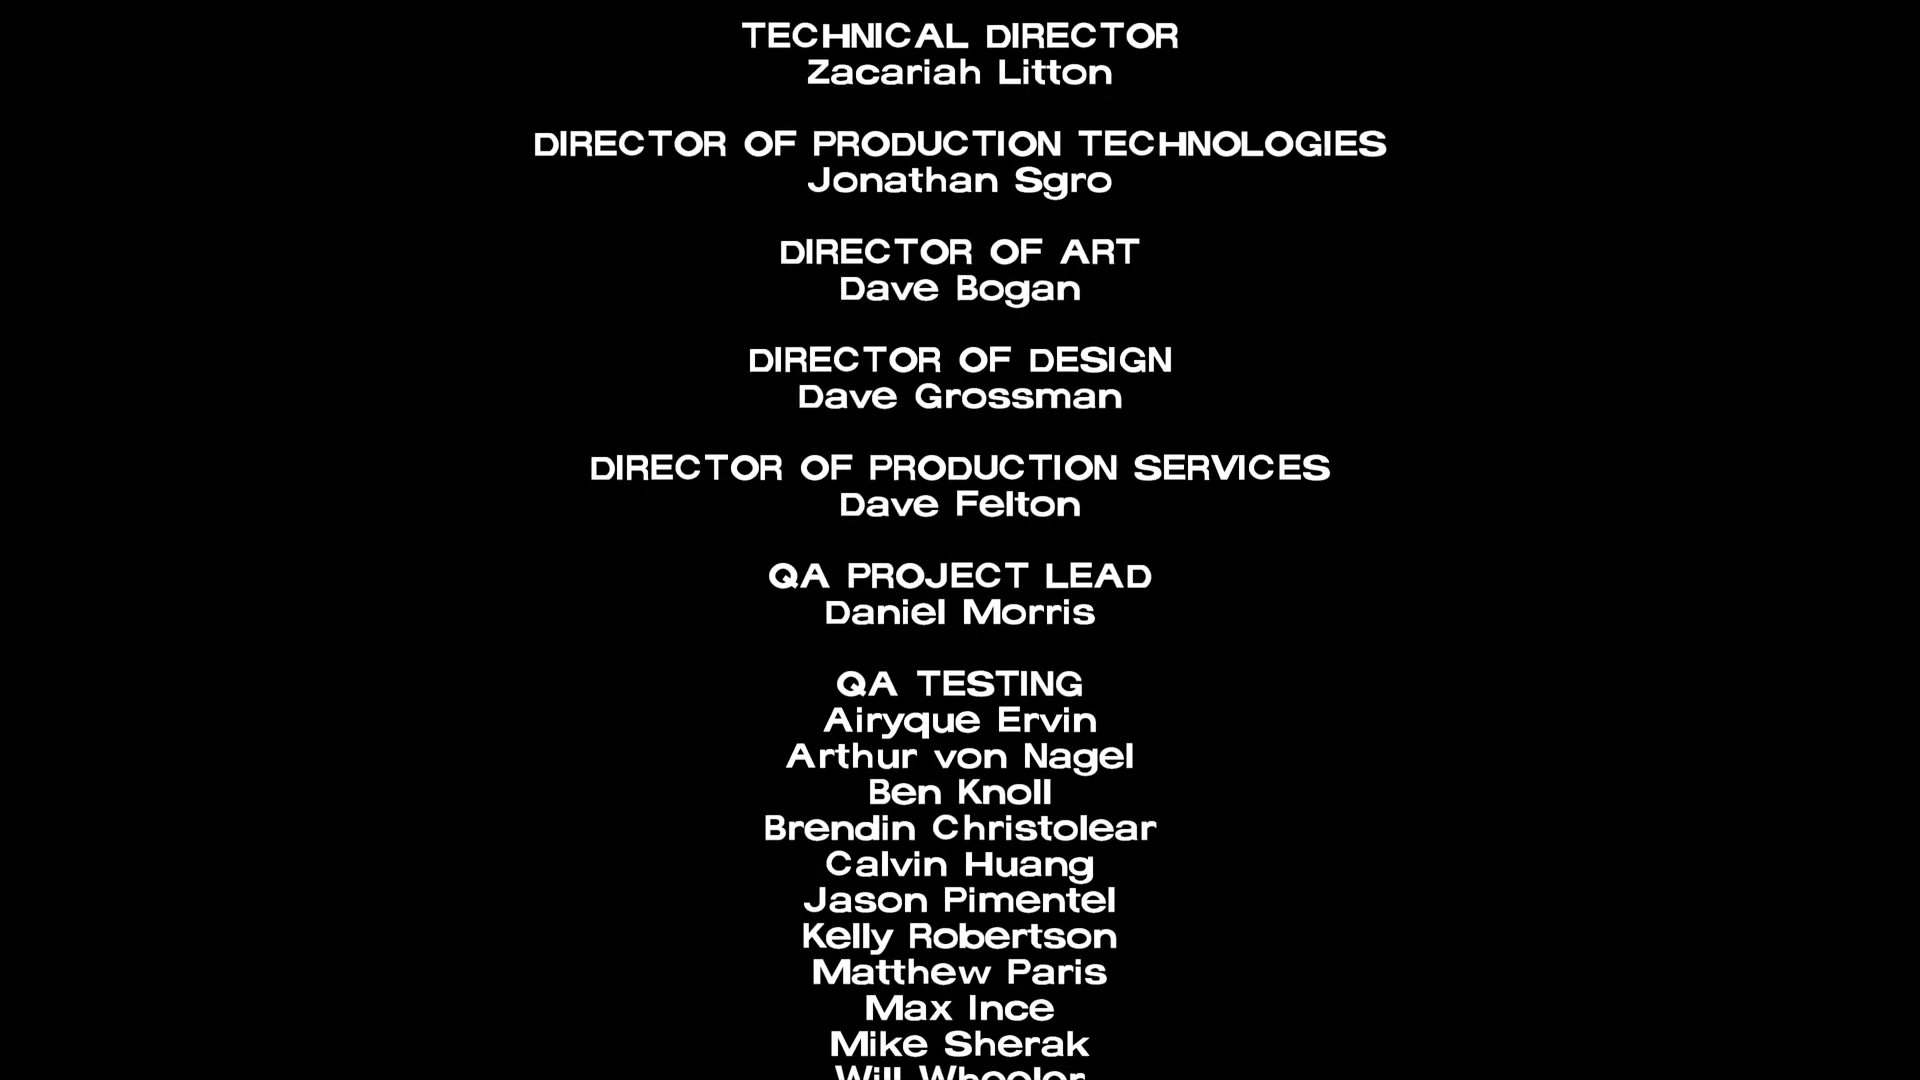 TECHNICAL DIRECTOR
Zacariah Litton
DIRECTOR OF PRODUCTION TECHNOLOGIES
Jonathan Sgro
DIRECTOR OF ART
Dave Bogan
DIRECTOR OF DESIGN
Dave Grossman
DIRECTOR OF PRODUCTION SERVICES
Dave Felton
QA PROJECT LEAD
Daniel Morris
QA TESTING
Airyque Ervin
Arthur von Nagel
Ben Knoll
Brendin Christolear
Calvin Huang
Jason Pimentel
Kelly Robertson
Matthew Paris
Max Ince
Mike Sherak
Will Wheeler